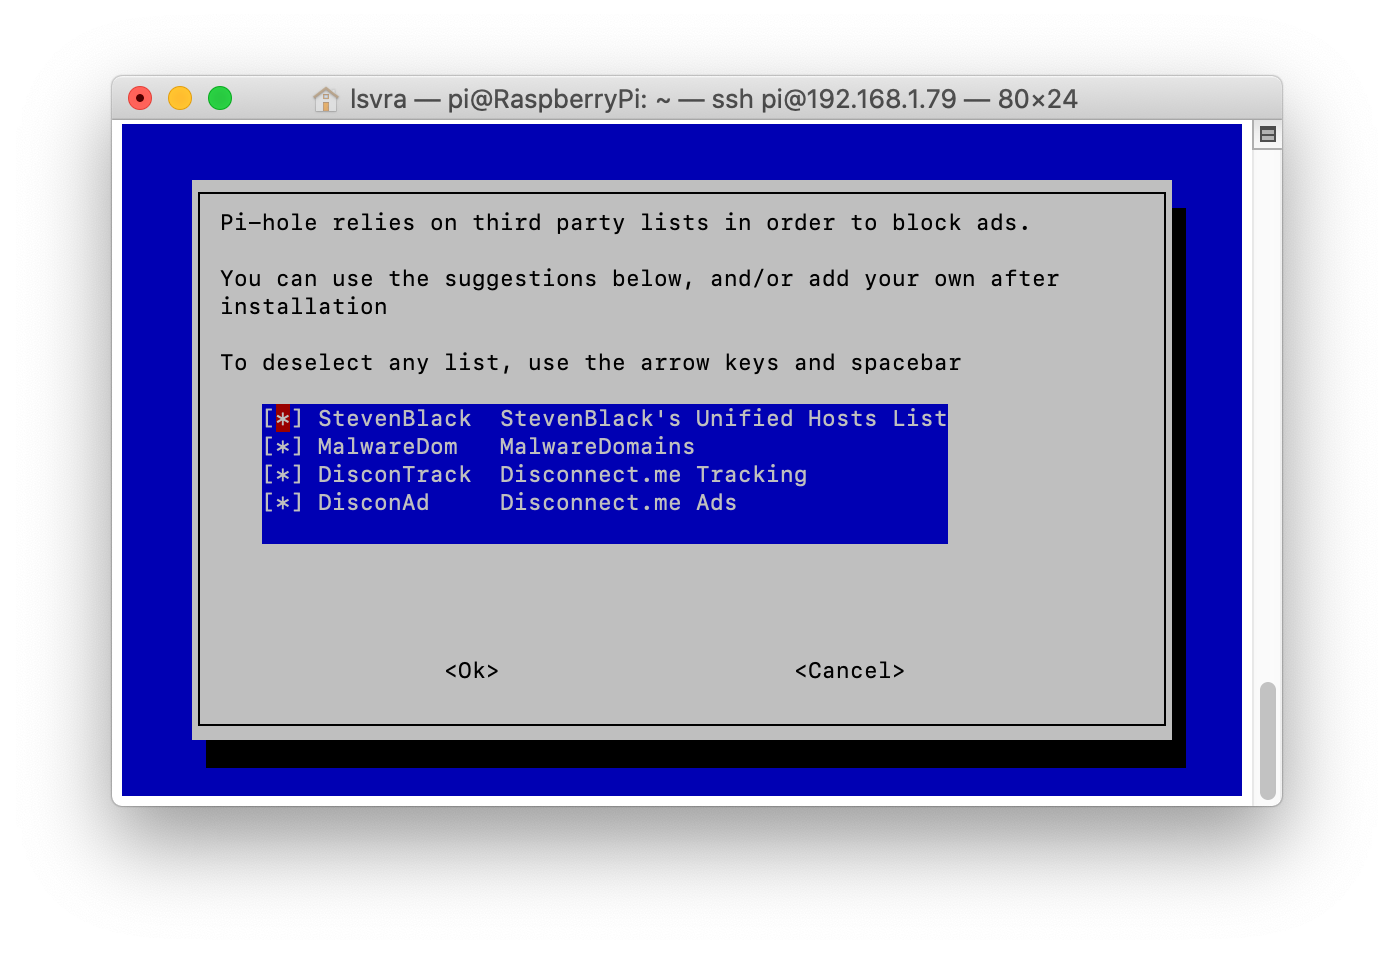 lsvra — pi@RaspberryPi: ~ — ssh pi@192.168.1.79 — 80×24
Pi-hole relies on third party lists in order to block ads.
You can use the suggestions below, and/or add your own after
installation
To deselect any list, use the arrow keys and spacebar
[*] StevenBlack  StevenBlack's Unified Hosts List
[*] MalwareDom   MalwareDomains
[*] DisconTrack  Disconnect.me Tracking
[*] DisconAd     Disconnect.me Ads
<Ok>                     <Cancel>